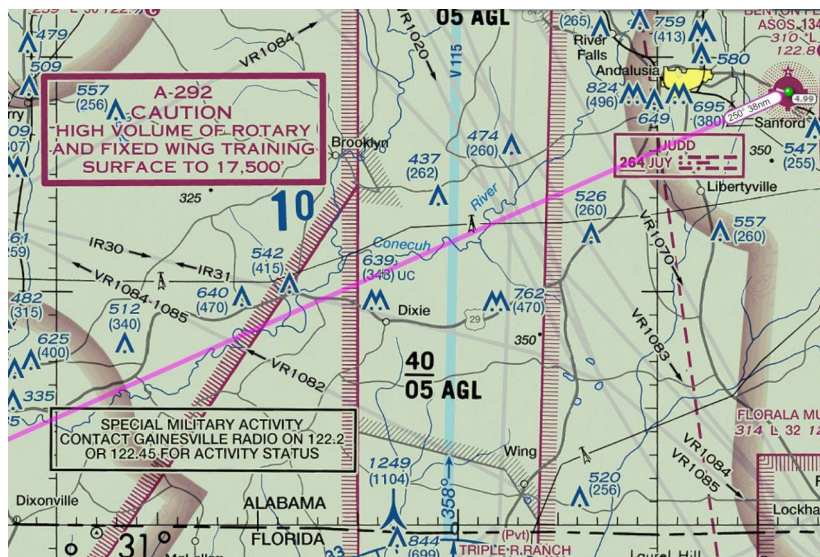 479
509
557
(256)
A-292
CAUTION
HIGH VOLUME OF ROTARY
AND FIXED WING TRAINING
SURFACE TO 17,500'
VR1084
VR1020
05 AGL
V 115
(265)
River
Falls
Andalusia
759
(413)
580
ASOS 134
310 *L
122.8
824
(496)
649
695
(380)
250° 38nm
4.99
Sanford
547
(255)
350
JUDD
264 JUY
Libertyville
Brooklyn
474
(260)
437
(262)
526
(260)
557
(260)
325
10
River
Conecuh
IR30
IR31
VR1084-1085
542
(415)
639
(343) UC
640
(470)
482
(315)
512
(340)
625
(400)
335
Dixie
762
(470)
29
350
VR1070
VR1083
VR1082
40
05 AGL
SPECIAL MILITARY ACTIVITY
CONTACT GAINESVILLE RADIO ON 122.2
OR 122.45 FOR ACTIVITY STATUS
FLORALA MU
314 L 32
Wing
VR1084
VR1085
1249
(1104)
358°
520
(256)
Dixonville
ALABAMA
FLORIDA
31
844
(699)
(Pvt)
TRIPLE R RANCH
Laurel Hill
Lockha